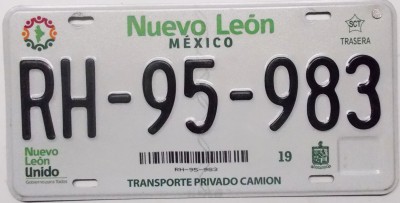 Nuevo León
MÉXICO
SCT
TRASERA
RH-95-983
Nuevo
León
Unido
RH-95-983
19
TRANSPORTE PRIVADO CAMION